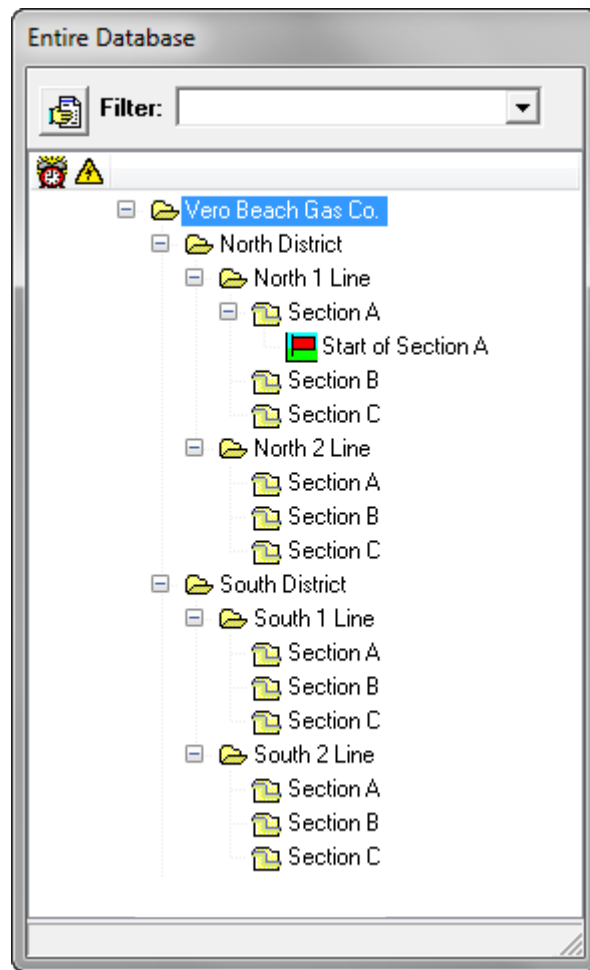 Entire Database
Filter:
Vero Beach Gas Co.
North District
North 1 Line
Section A
Start of Section A
Section B
Section C
North 2 Line
Section A
Section B
Section C
South District
South 1 Line
Section A
Section B
Section C
South 2 Line
Section A
Section B
Section C